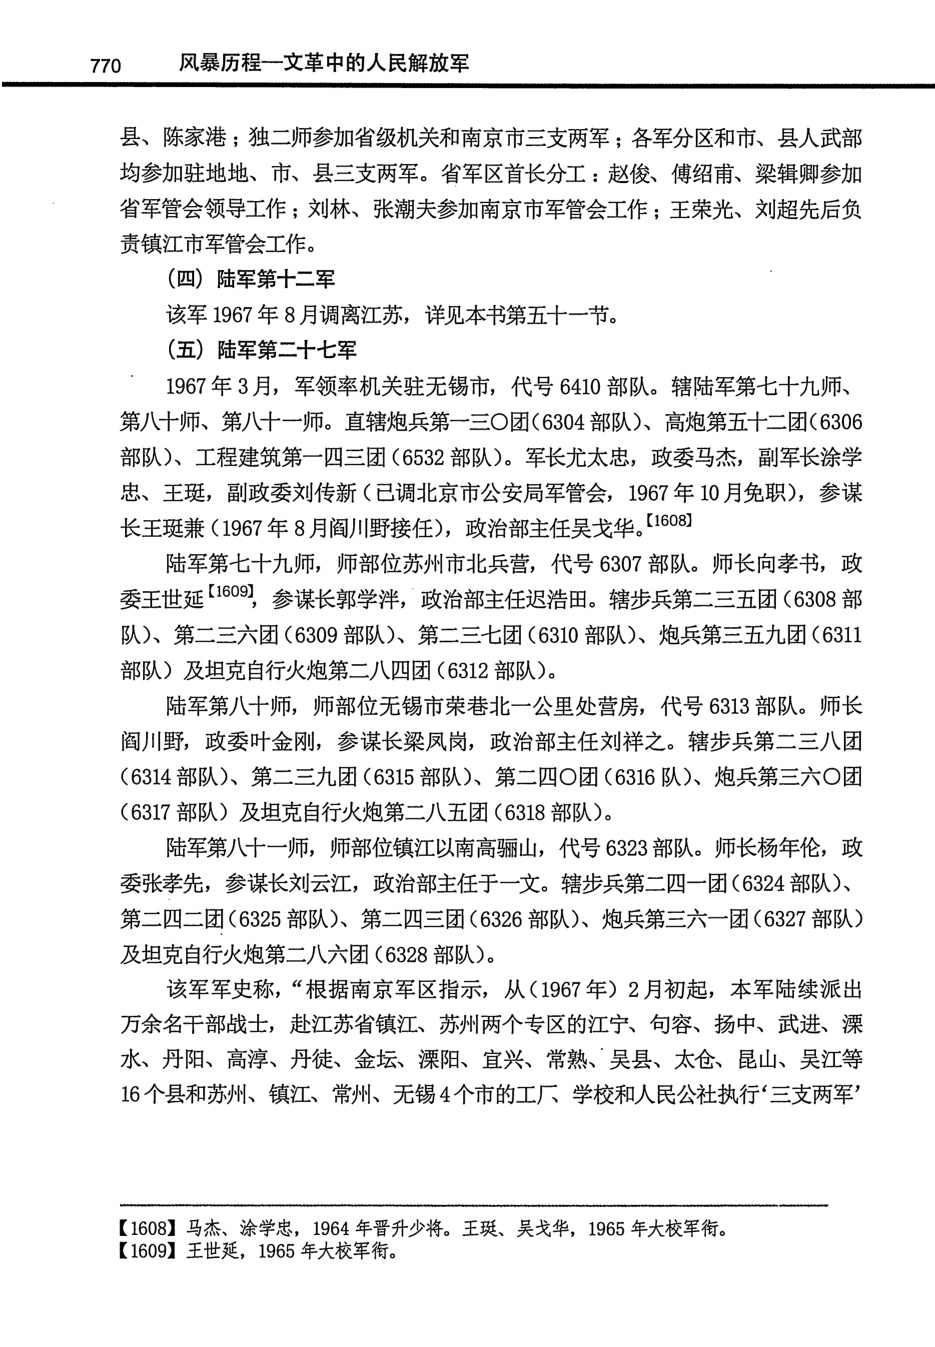 770 风暴历程—文革中的人民解放军
县、陈家港；独二师参加省级机关和南京市三支两军；各军分区和市、县人武部
均参加驻地地、市、县三支两军。省军区首长分工：赵俊、傅绍甫、梁辑卿参加
省军管会领导工作；刘林、张潮夫参加南京市军管会工作；王荣光、刘超先后负
责镇江市军管会工作。
（四）陆军第十二军
该军 1967 年 8 月调离江苏，详见本书第五十一节。
（五）陆军第二十七军
1967 年 3 月，军领率机关驻无锡市，代号 6410 部队。辖陆军第七十九师、
第八十师、第八十一师。直辖炮兵第一三〇团（6304 部队）、高炮第五十二团（6306
部队）、工程建筑第一四三团（6532 部队）。军长尤太忠，政委马杰，副军长涂学
忠、王珽，副政委刘传新（已调北京市公安局军管会，1967 年 10 月免职），参谋
长王珽兼（1967 年 8 月阎川野接任），政治部主任吴戈华。【1608】
陆军第七十九师，师部位苏州市北兵营，代号 6307 部队。师长向孝书，政
委王世延【1609】，参谋长郭学泮，政治部主任迟浩田。辖步兵第二三五团（6308 部
队）、第二三六团（6309 部队）、第二三七团（6310 部队）、炮兵第三五九团（6311
部队）及坦克自行火炮第二八四团（6312 部队）。
陆军第八十师，师部位无锡市荣巷北一公里处营房，代号 6313 部队。师长
阎川野，政委叶金刚，参谋长梁凤岗，政治部主任刘祥之。辖步兵第二三八团
（6314 部队）、第二三九团（6315 部队）、第二四〇团（6316 队）、炮兵第三六〇团
（6317 部队）及坦克自行火炮第二八五团（6318 部队）。
陆军第八十一师，师部位镇江以南高骊山，代号 6323 部队。师长杨年伦，政
委张孝先，参谋长刘云江，政治部主任于一文。辖步兵第二四一团（6324 部队）、
第二四二团（6325 部队）、第二四三团（6326 部队）、炮兵第三六一团（6327 部队）
及坦克自行火炮第二八六团（6328 部队）。
该军军史称，“根据南京军区指示，从（1967 年）2 月初起，本军陆续派出
万余名干部战士，赴江苏省镇江、苏州两个专区的江宁、句容、扬中、武进、溧
水、丹阳、高淳、丹徒、金坛、溧阳、宜兴、常熟、吴县、太仓、昆山、吴江等
16 个县和苏州、镇江、常州、无锡 4 个市的工厂、学校和人民公社执行‘三支两军’
【1608】马杰、涂学忠，1964 年晋升少将。王珽、吴戈华，1965 年大校军衔。
【1609】王世延，1965 年大校军衔。